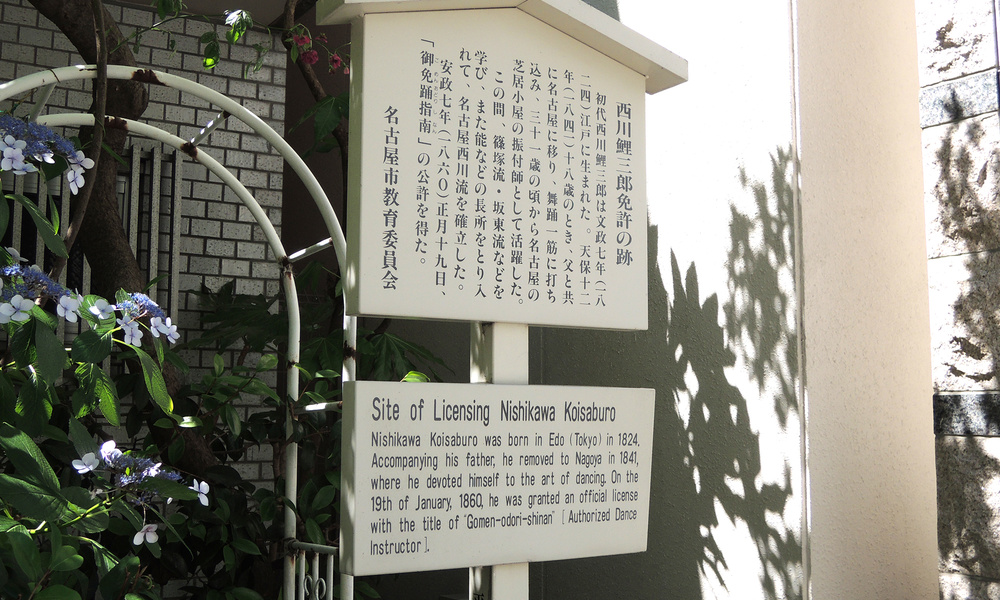 西川鯉三郎免許の跡
初代西川鯉三郎は文政七年(一八
二四)江戸に生まれた。天保十二
年(一八四一)十八歳のとき、父と共
に名古屋に移り、舞踊一筋に打ち
込み、三十一歳の頃から名古屋の
芝居小屋の振付師として活躍した。
この間、篠塚流・坂東流などを
学び、また能などの長所をとり入
れて、名古屋西川流を確立した。
安政七年(一八六〇)正月十九日、
「御免踊指南」の公許を得た。
名古屋市教育委員会
Site of Licensing Nishikawa Koisaburo
Nishikawa Koisaburo was born in Edo (Tokyo) in 1824.
Accompanying his father, he removed to Nagoya in 1841,
where he devoted himself to the art of dancing. On the
19th of January, 1860, he was granted an official license
with the title of "Gomen-odori-shinan" [ Authorized Dance
Instructor ].